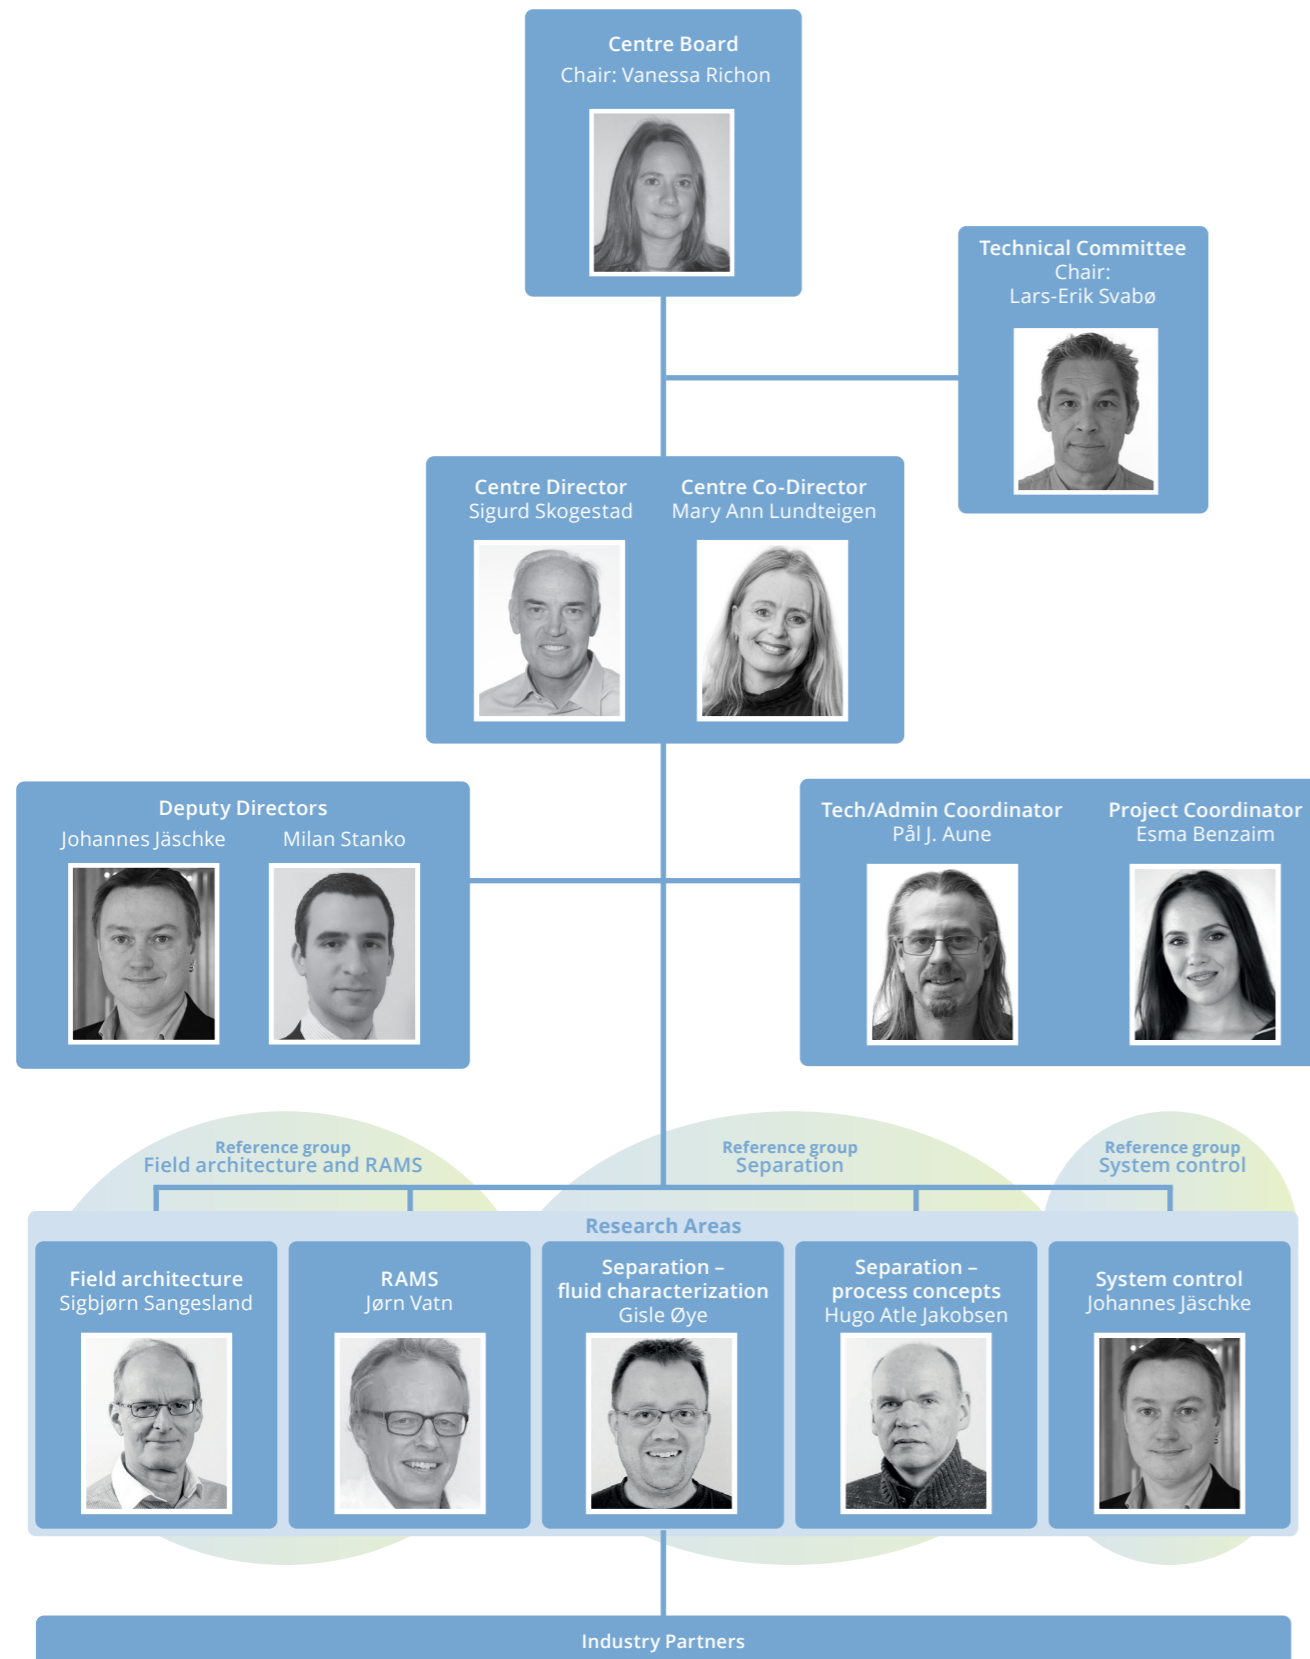 Centre Board
Chair: Vanessa Richon
Technical Committee
Chair:
Lars-Erik Svabø
Centre Director
Sigurd Skogestad
Centre Co-Director
Mary Ann Lundteigen
Deputy Directors
Johannes Jäschke
Milan Stanko
Tech/Admin Coordinator
Pål J. Aune
Project Coordinator
Esma Benzaim
Reference group
Field architecture and RAMS
Reference group
Separation
Reference group
System control
Research Areas
Field architecture
Sigbjørn Sangesland
RAMS
Jørn Vatn
Separation –
fluid characterization
Gisle Øye
Separation –
process concepts
Hugo Atle Jakobsen
System control
Johannes Jäschke
Industry Partners